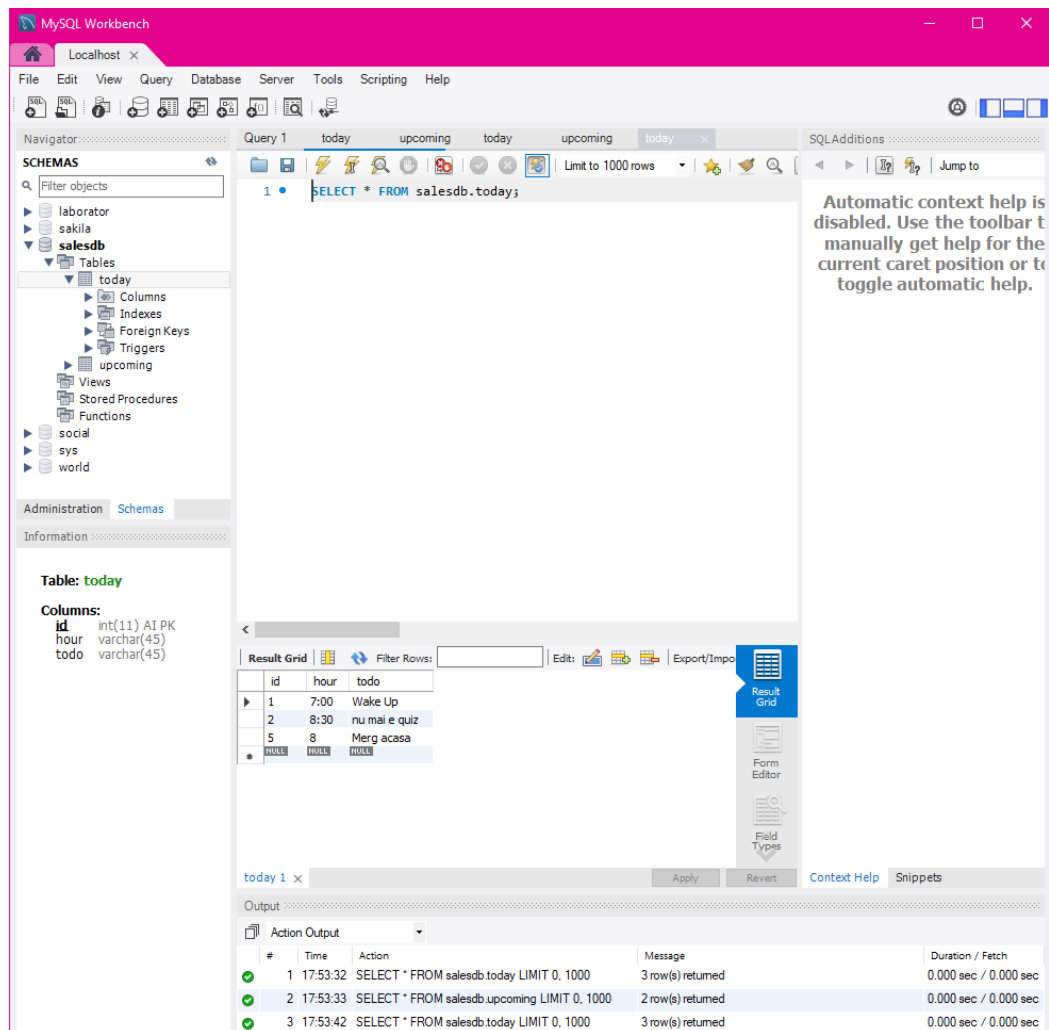 MySQL Workbench
Localhost
File Edit View Query Database Server Tools Scripting Help
Navigator
SCHEMAS
Filter objects
laborator
sakila
salesdb
Tables
today
Columns
Indexes
Foreign Keys
Triggers
upcoming
Views
Stored Procedures
Functions
social
sys
world
Administration Schemas
Information
Table: today
Columns:
id int(11) AI PK
hour varchar(45)
todo varchar(45)
Query 1 today upcoming today upcoming today
Limit to 1000 rows
1 SELECT * FROM salesdb.today;
Result Grid Filter Rows: Edit: Export/Impo
id hour todo
1 7:00 Wake Up
2 8:30 nu mai e quiz
5 8 Merg acasa
NULL NULL NULL
Result
Grid
Form
Editor
Field
Types
today 1 Apply Revert
SQLAdditions
Jump to
Automatic context help is
disabled. Use the toolbar t
manually get help for the
current caret position or to
toggle automatic help.
Context Help Snippets
Output
Action Output
# Time Action Message Duration / Fetch
1 17:53:32 SELECT * FROM salesdb.today LIMIT 0, 1000 3 row(s) returned 0.000 sec / 0.000 sec
2 17:53:33 SELECT * FROM salesdb.upcoming LIMIT 0, 1000 2 row(s) returned 0.000 sec / 0.000 sec
3 17:53:42 SELECT * FROM salesdb.today LIMIT 0, 1000 3 row(s) returned 0.000 sec / 0.000 sec